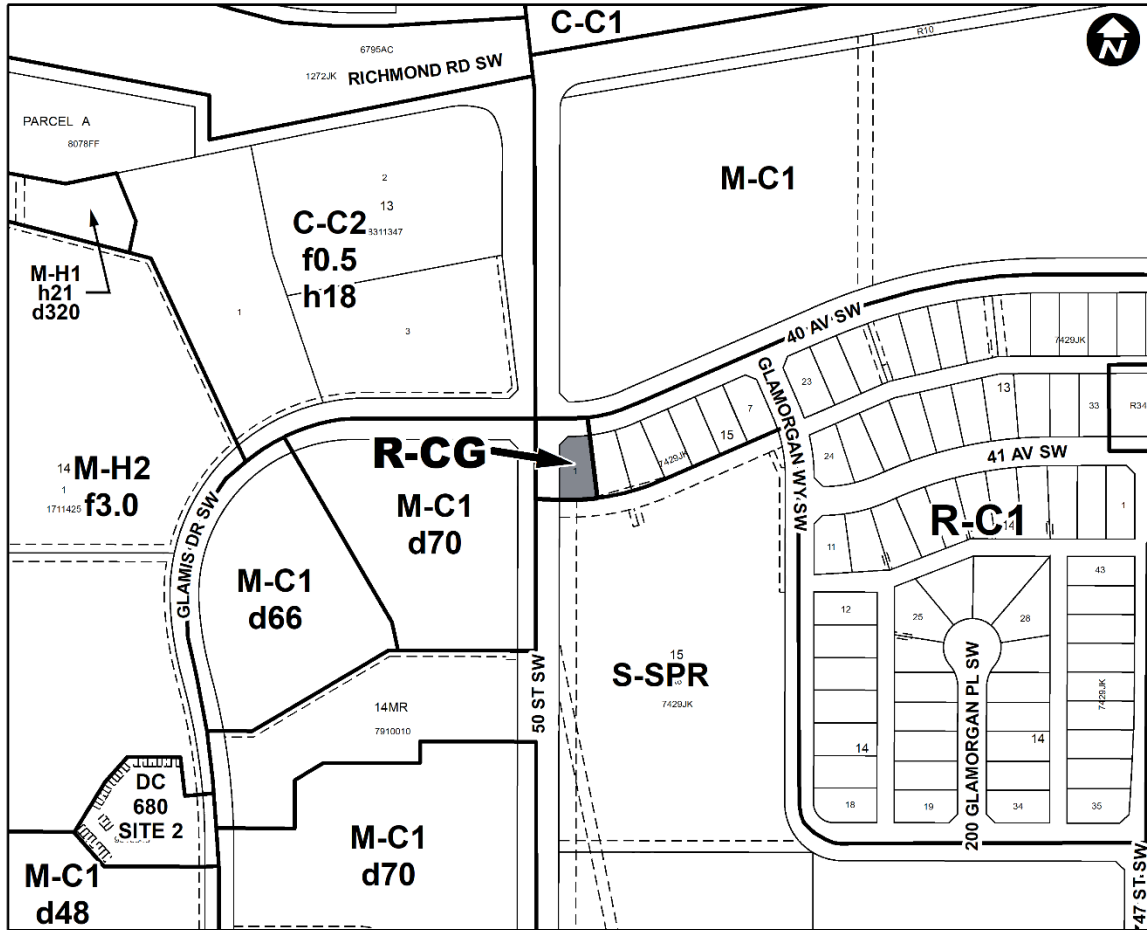 C-C1
R10
N
6795AC
1272JK
RICHMOND RD SW
PARCEL A
8078FF
2
13
C-C2
3311347
f0.5
h18
M-C1
M-H1
h21
d320
1
3
40 AV SW
7429JK
23
GLAMORGAN WY SW
7
15
7429JK
13
33
R34
24
41 AV SW
R-CG
1
14
M-H2
1
f3.0
1711425
GLAMIS DR SW
M-C1
d70
M-C1
d66
11
14
1
R-C1
43
12
25
28
15
S-SPR
7429JK
7429JK
50 ST SW
14MR
7910010
14
14
200 GLAMORGAN PL SW
18
19
34
35
DC
680
SITE 2
M-C1
d70
M-C1
d48
47 ST SW